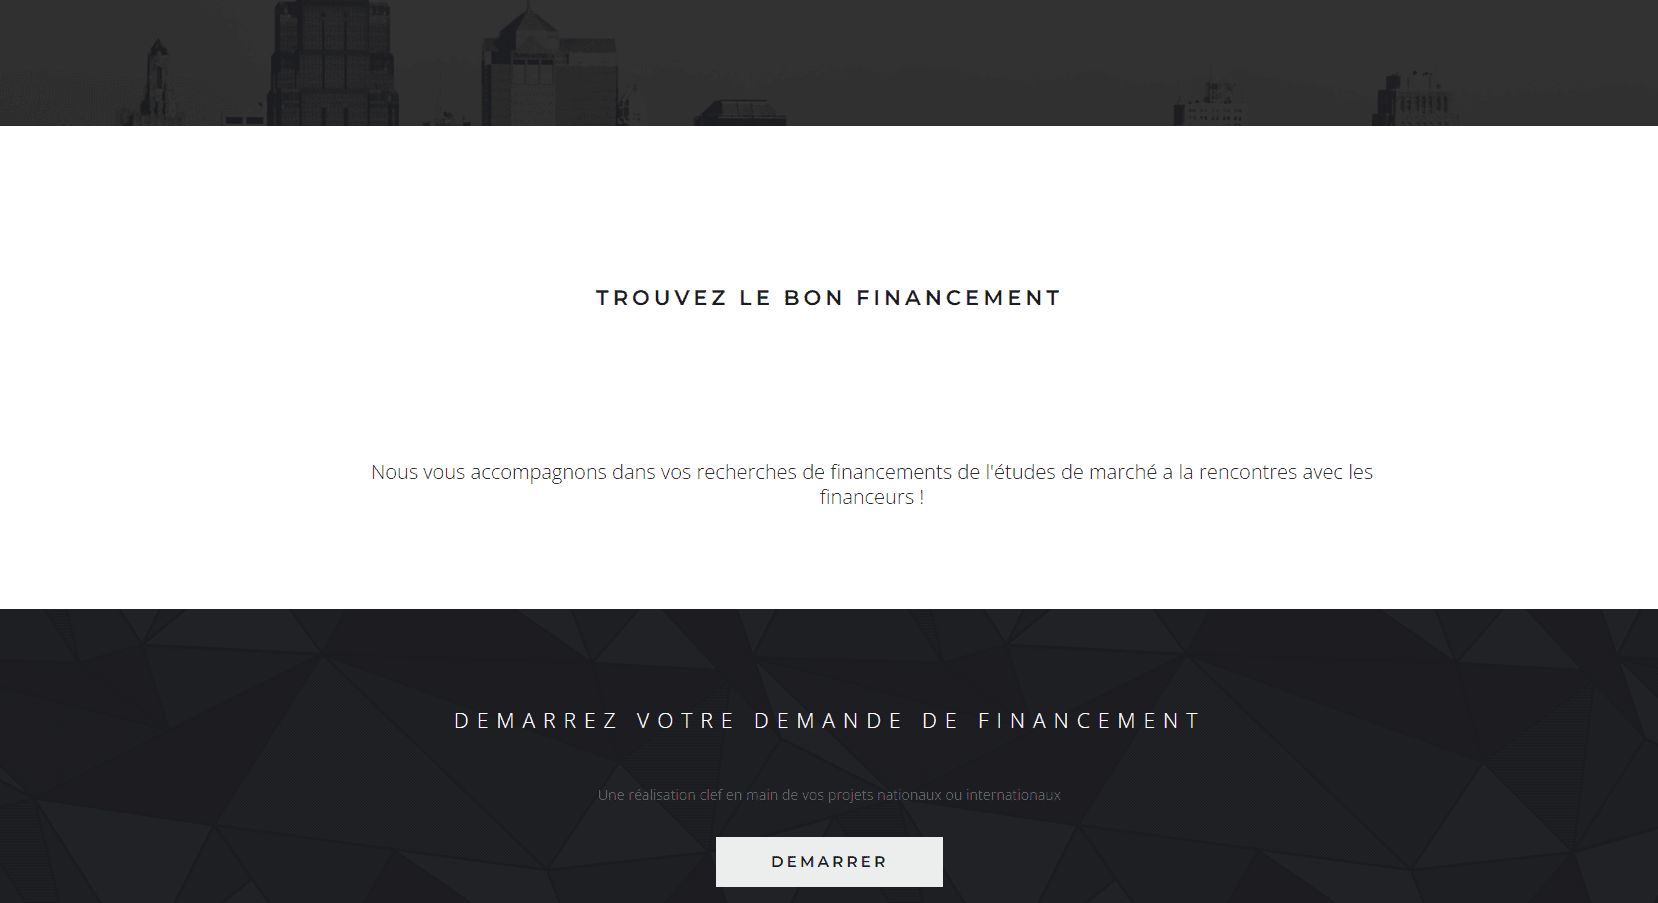 TROUVEZ LE BON FINANCEMENT
Nous vous accompagnons dans vos recherches de financements de l'études de marché a la rencontres avec les
financeurs !
DEMARREZ VOTRE DEMANDE DE FINANCEMENT
Une réalisation clef en main de vos projets nationaux ou internationaux
DEMARRER